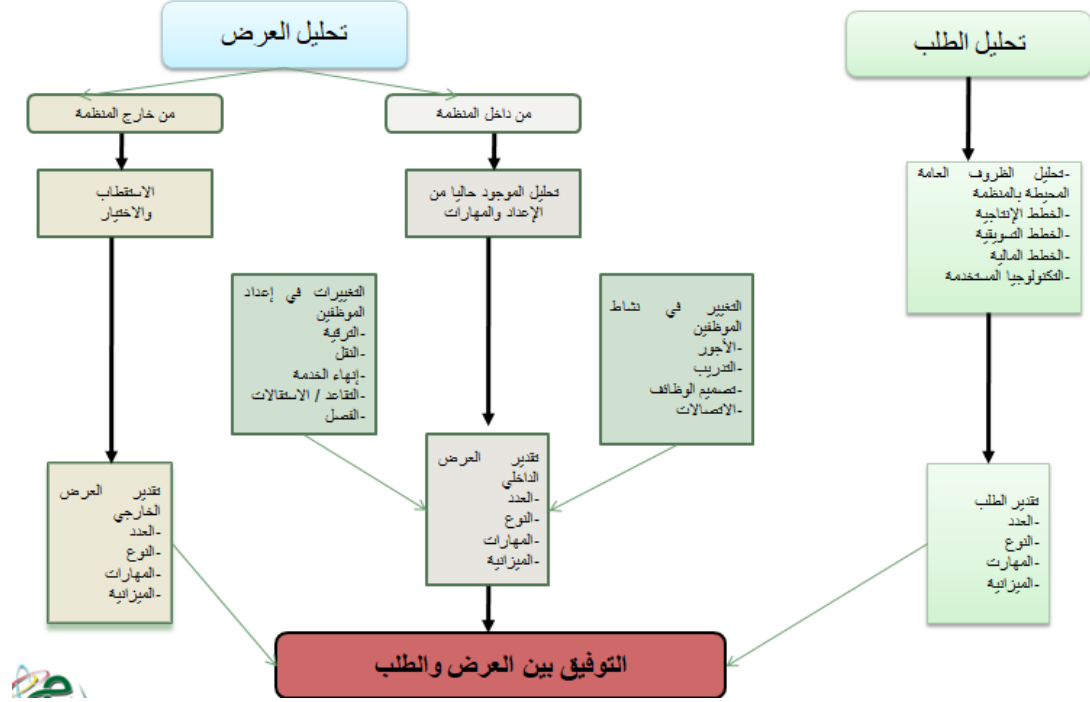 تحليل العرض
تحليل الطلب
من خارج المنظمة
من داخل المنظمة
الاستقطاب
والاختيار
تحليل الموجود حاليا من
الإعداد والمهارات
-تحليل الظروف العامة
المحيطة بالمنظمة
-الخطط الإنتاجية
-الخطط التسويقية
-الخطط المالية
-التكنولوجيا المستخدمة
التغييرات في إعداد
الموظفين
-الترقية
-النقل
-إنهاء الخدمة
-التقاعد / الاستقالات
-الفصل
التغيير في نشاط
الموظفين
-الأجور
-التدريب
-تصميم الوظائف
-الاتصالات
تقدير العرض
الخارجي
-العدد
-النوع
-المهارات
-الميزانية
تقدير العرض
الداخلي
-العدد
-النوع
-المهارات
-الميزانية
تقدير الطلب
-العدد
-النوع
-المهارت
-الميزانية
التوفيق بين العرض والطلب